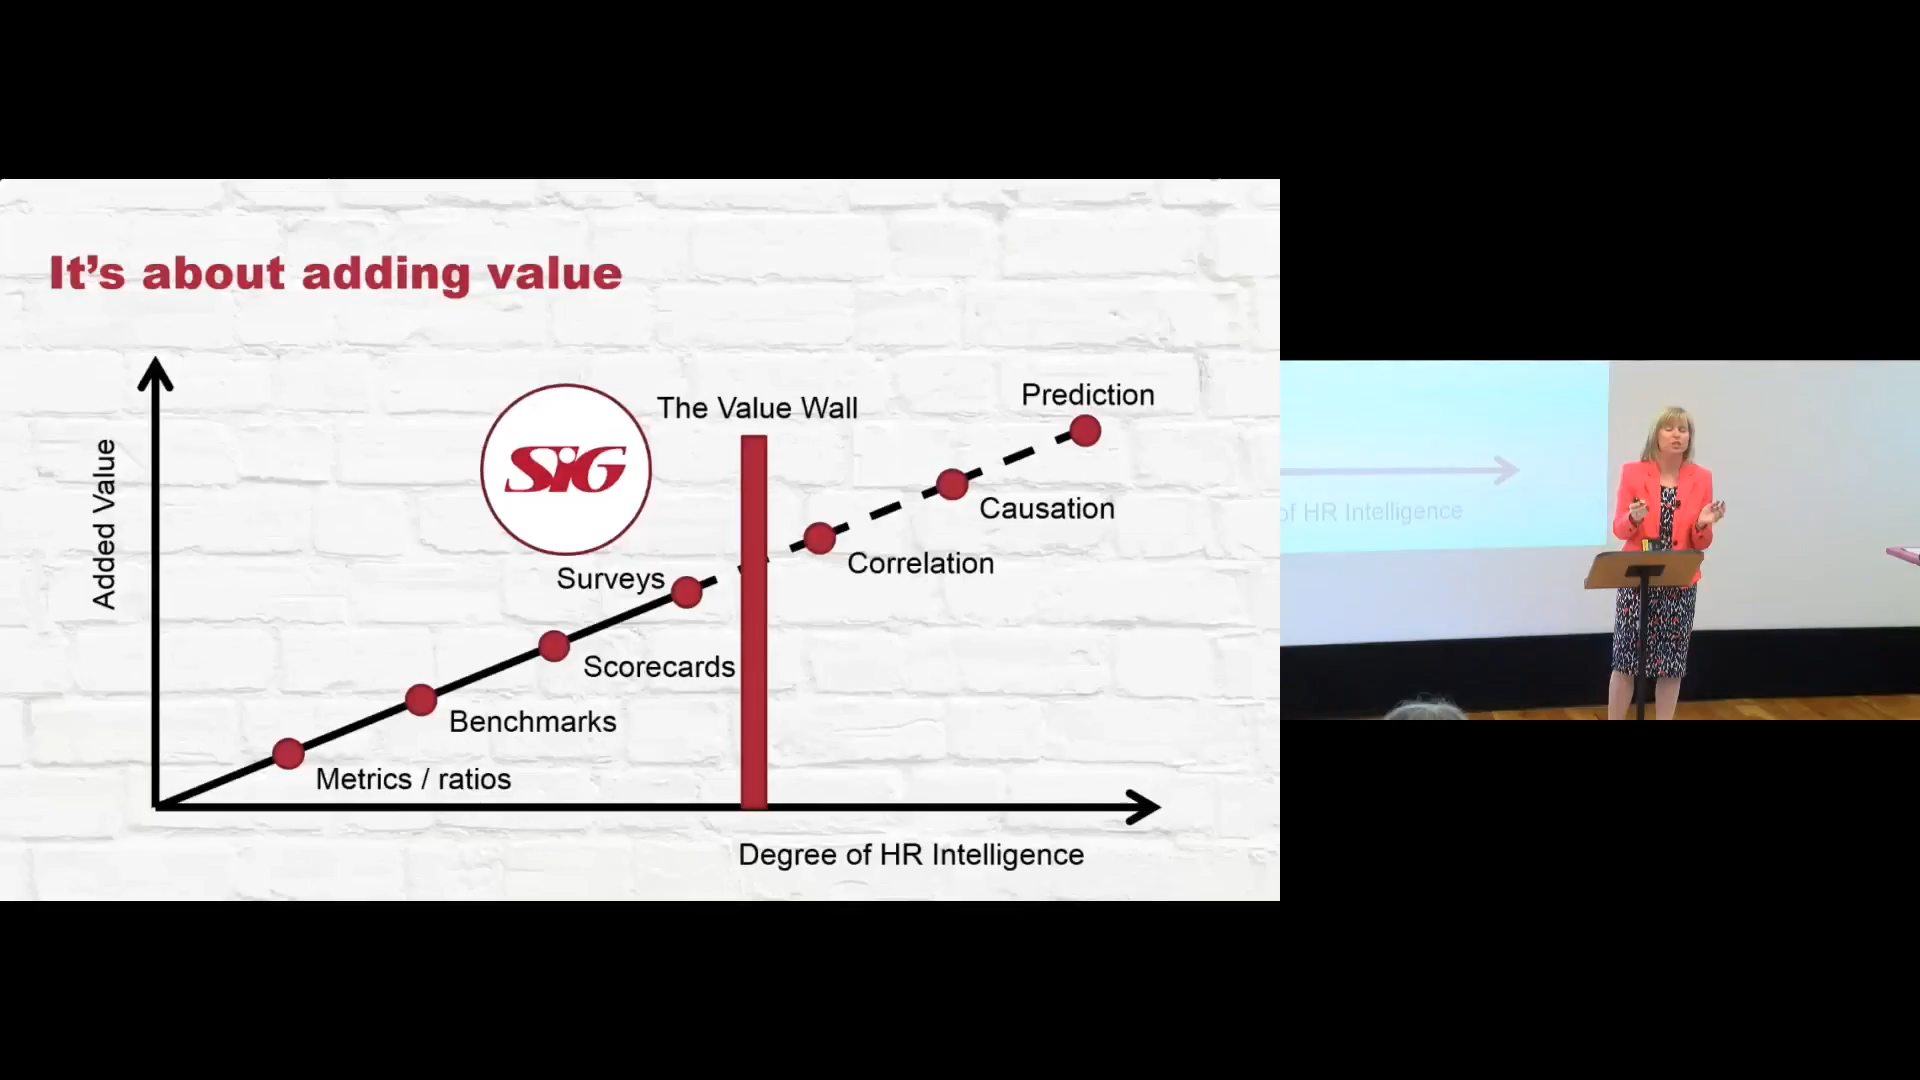 It's about adding value
Added Value
SIG
The Value Wall
Prediction
Causation
Correlation
Surveys
Scorecards
Benchmarks
Metrics / ratios
Degree of HR Intelligence
of HR Intelligence